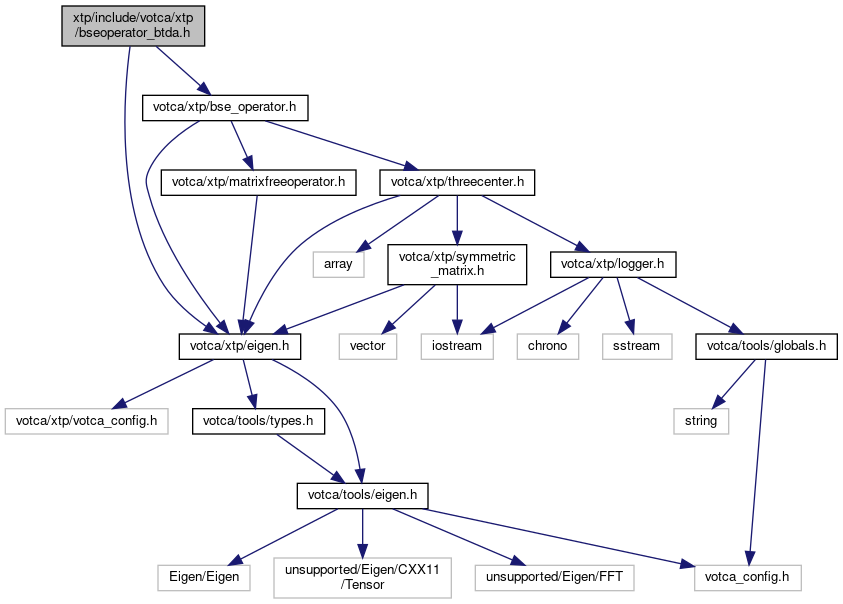 xtp/include/votca/xtp
/bseoperator_btda.h
votca/xtp/bse_operator.h
votca/xtp/matrixfreeoperator.h
votca/xtp/threecenter.h
array
votca/xtp/symmetric
_matrix.h
votca/xtp/logger.h
votca/xtp/eigen.h
vector
iostream
chrono
sstream
votca/tools/globals.h
votca/xtp/votca_config.h
votca/tools/types.h
string
votca/tools/eigen.h
Eigen/Eigen
unsupported/Eigen/CXX11
/Tensor
unsupported/Eigen/FFT
votca_config.h